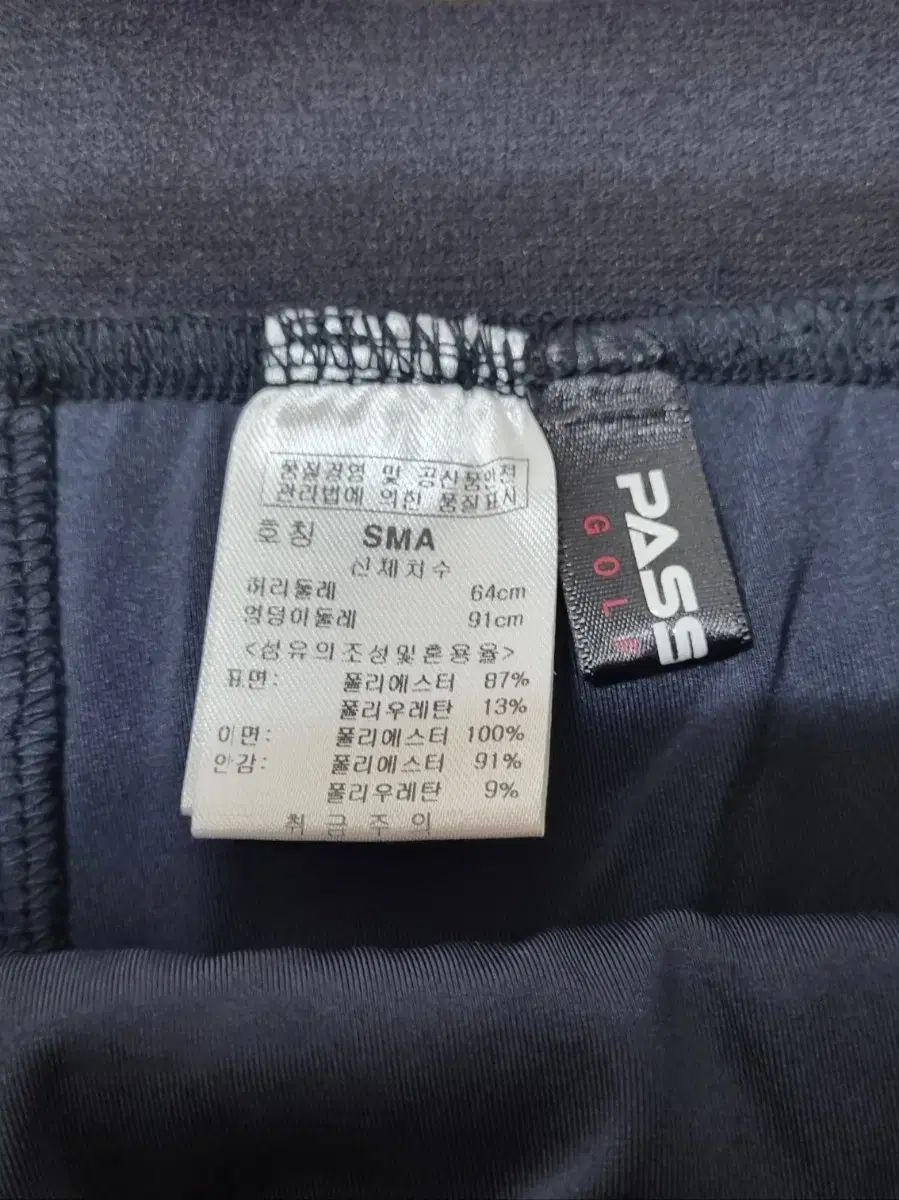 품질경영 및 공산품안전
관리법에 의한 품질표시
호칭 SMA
신체치수
허리둘레 64cm
엉덩이둘레 91cm
<섬유의조성및혼용율>
표면: 폴리에스터 87%
폴리우레탄 13%
이면: 폴리에스터 100%
안감: 폴리에스터 91%
폴리우레탄 9%
취급주의
PASS
GOLF